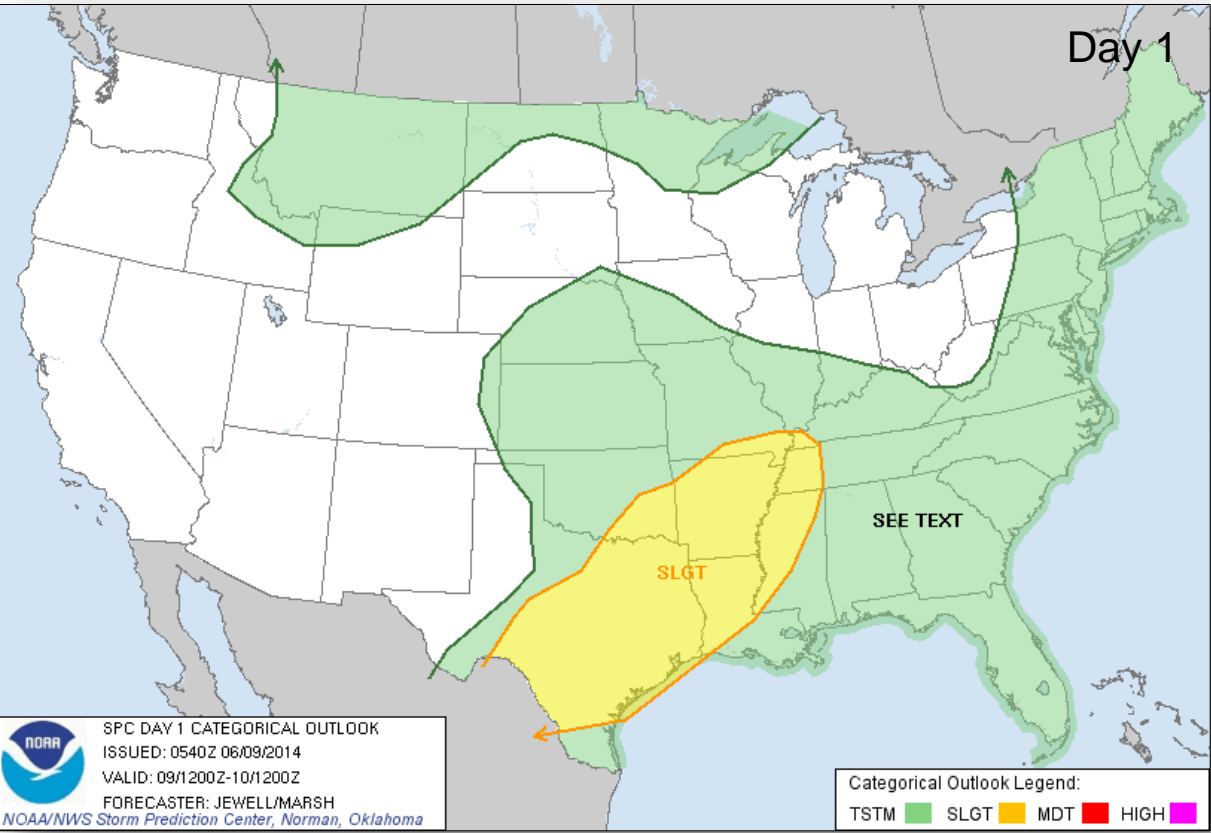 Day 1
SEE TEXT
SLGT
NOAA
SPC DAY 1 CATEGORICAL OUTLOOK
ISSUED: 0540Z 06/09/2014
VALID: 09/1200Z-10/1200Z
FORECASTER: JEWELL/MARSH
NOAA/NWS Storm Prediction Center, Norman, Oklahoma
Categorical Outlook Legend:
TSTM SLGT MDT HIGH